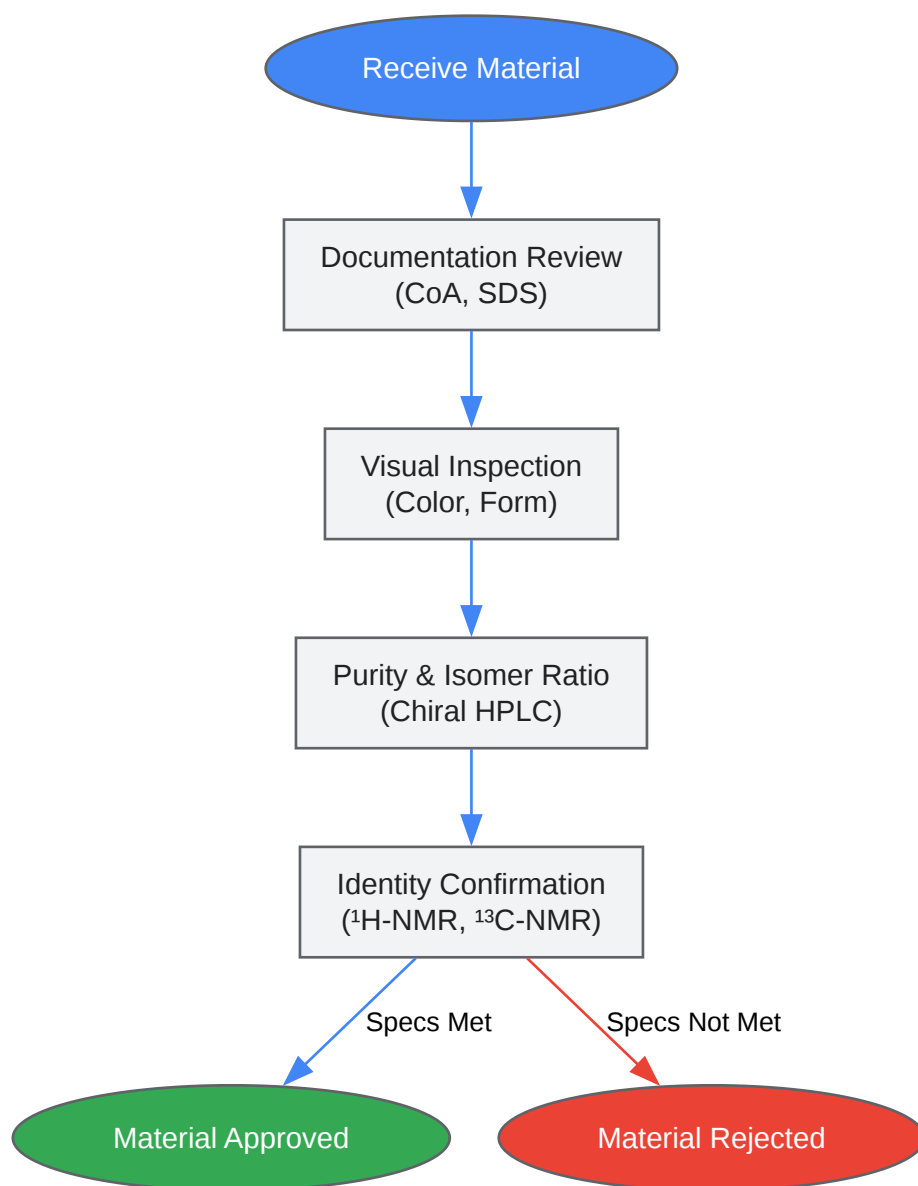 Receive Material
Documentation Review
(CoA, SDS)
Visual Inspection
(Color, Form)
Purity & Isomer Ratio
(Chiral HPLC)
Identity Confirmation
(¹H-NMR, ¹³C-NMR)
Specs Met
Specs Not Met
Material Approved
Material Rejected